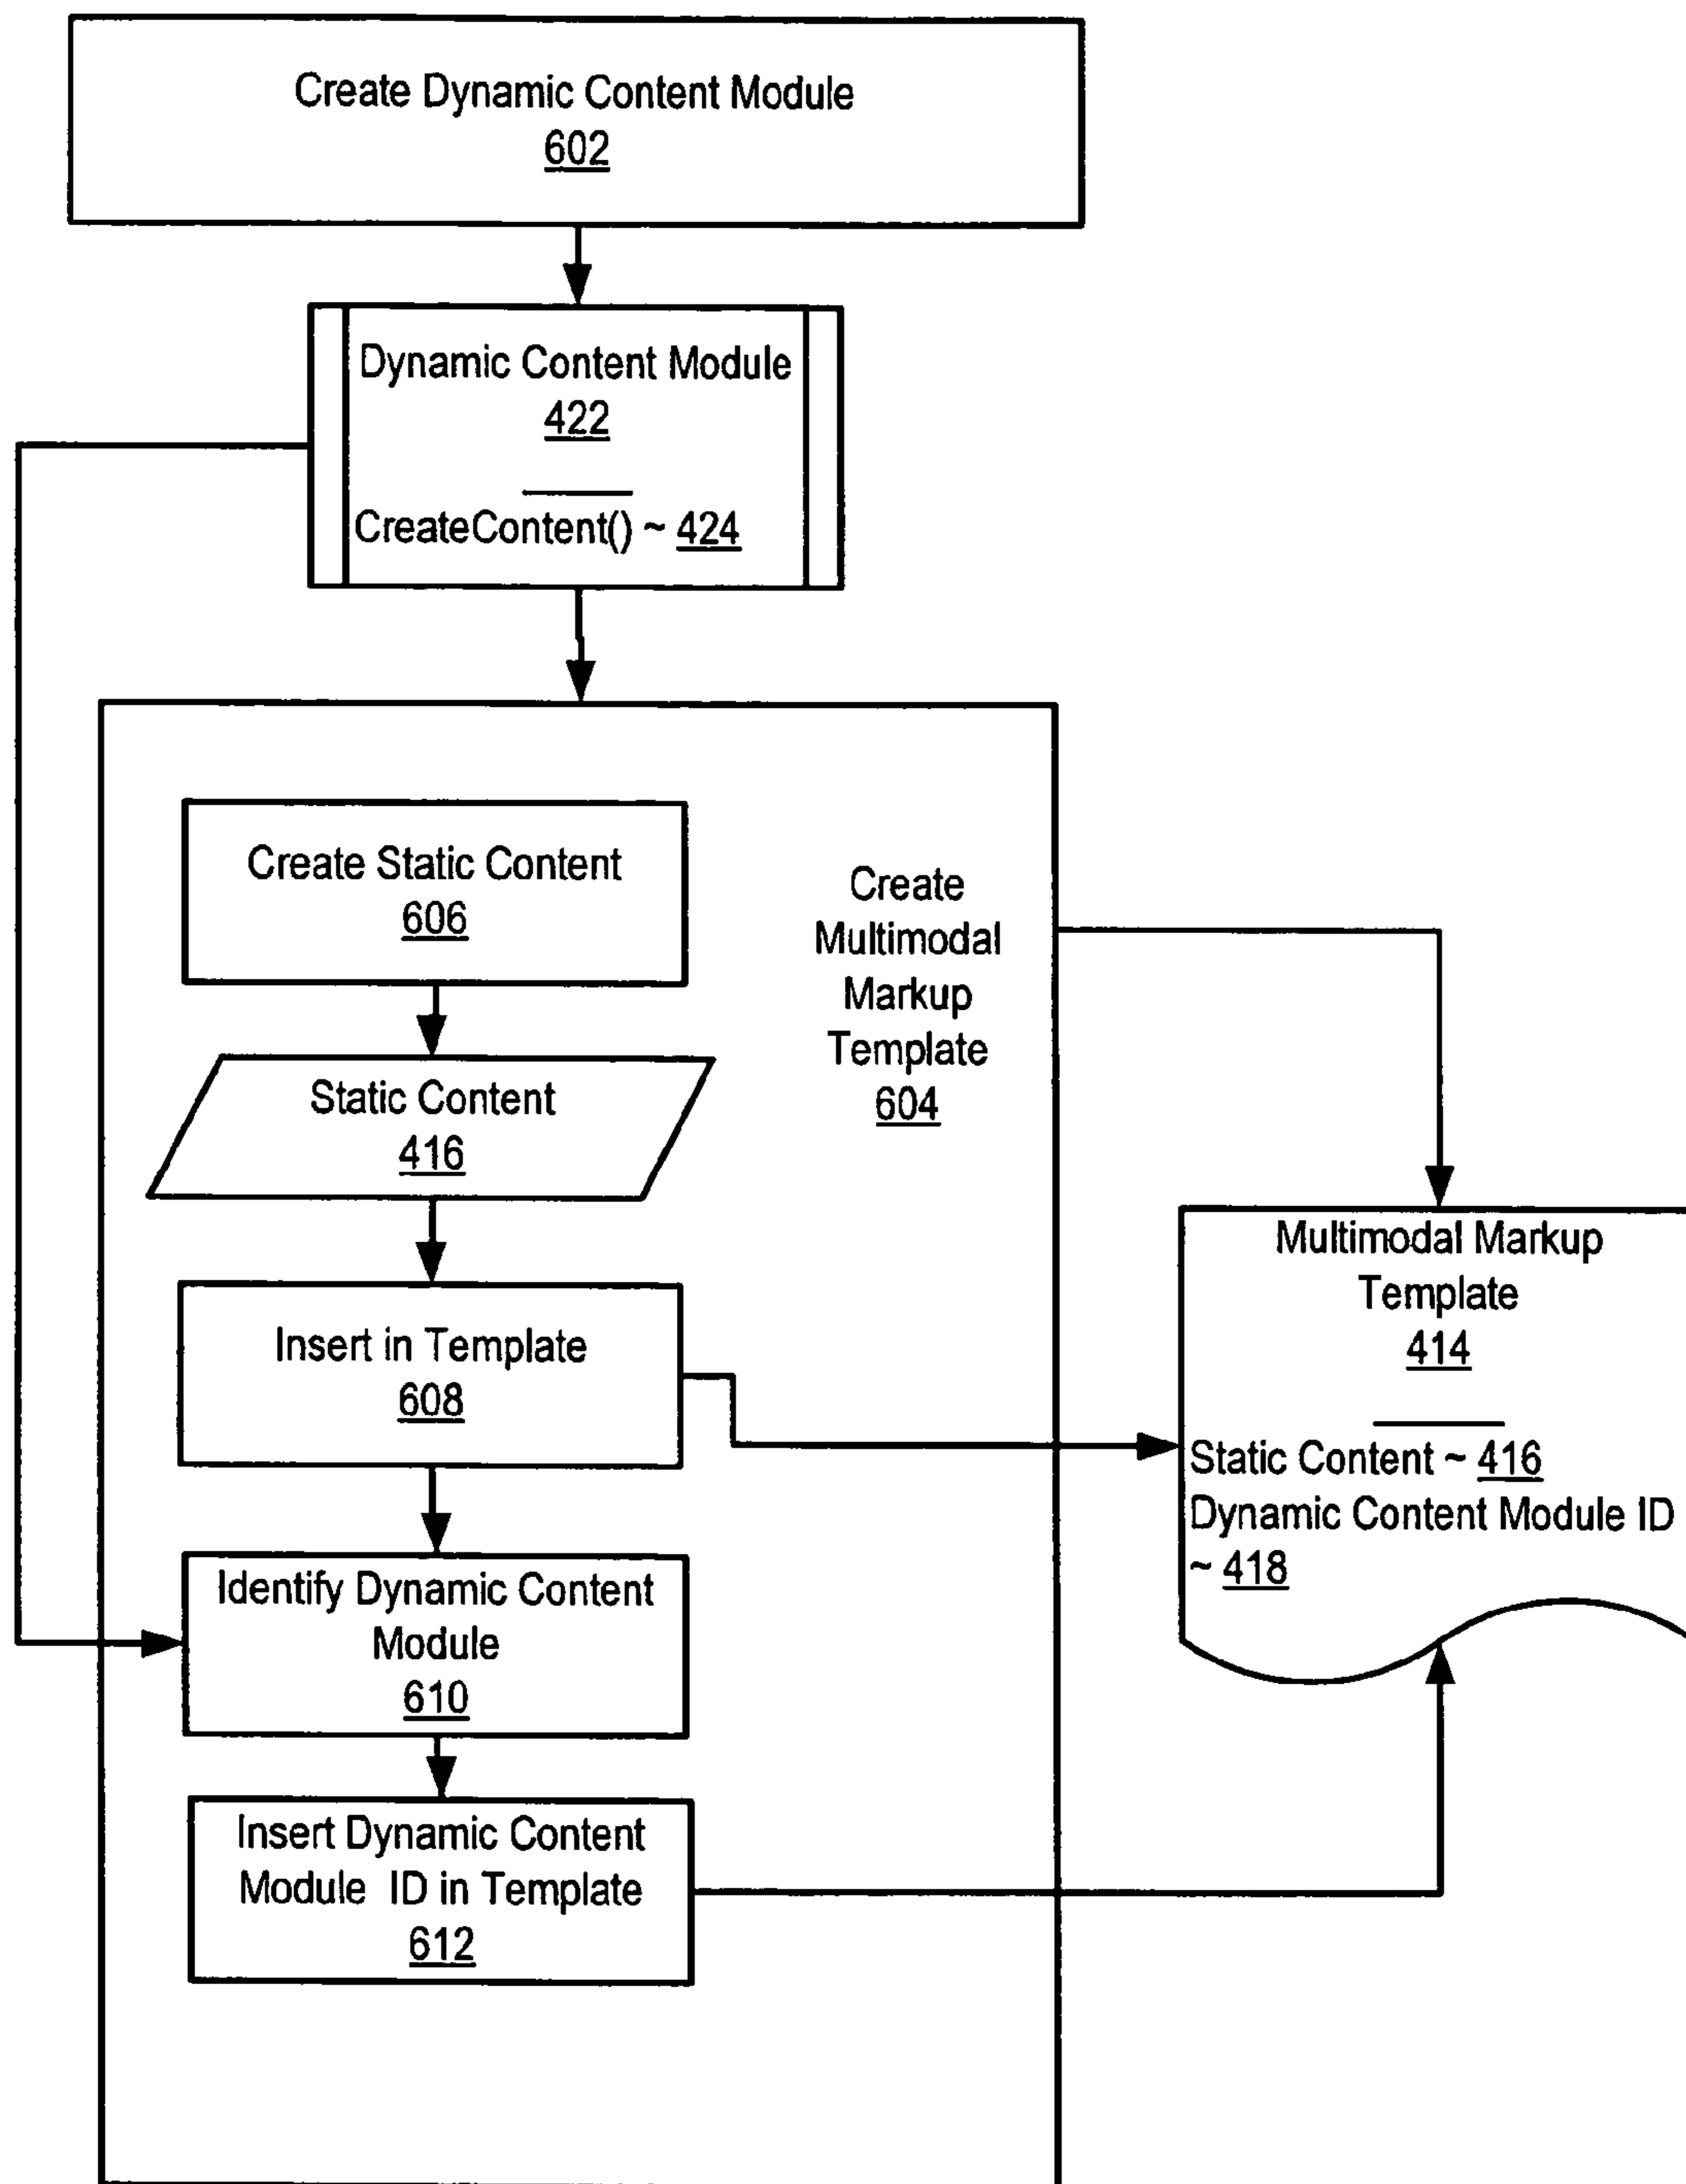 Create Dynamic Content Module
602
Dynamic Content Module
422
CreateContent() ~ 424
Create Static Content
606
Static Content
416
Insert in Template
608
Identify Dynamic Content
Module
610
Insert Dynamic Content
Module ID in Template
612
Create
Multimodal
Markup
Template
604
Multimodal Markup
Template
414
Static Content ~ 416
Dynamic Content Module ID
~ 418